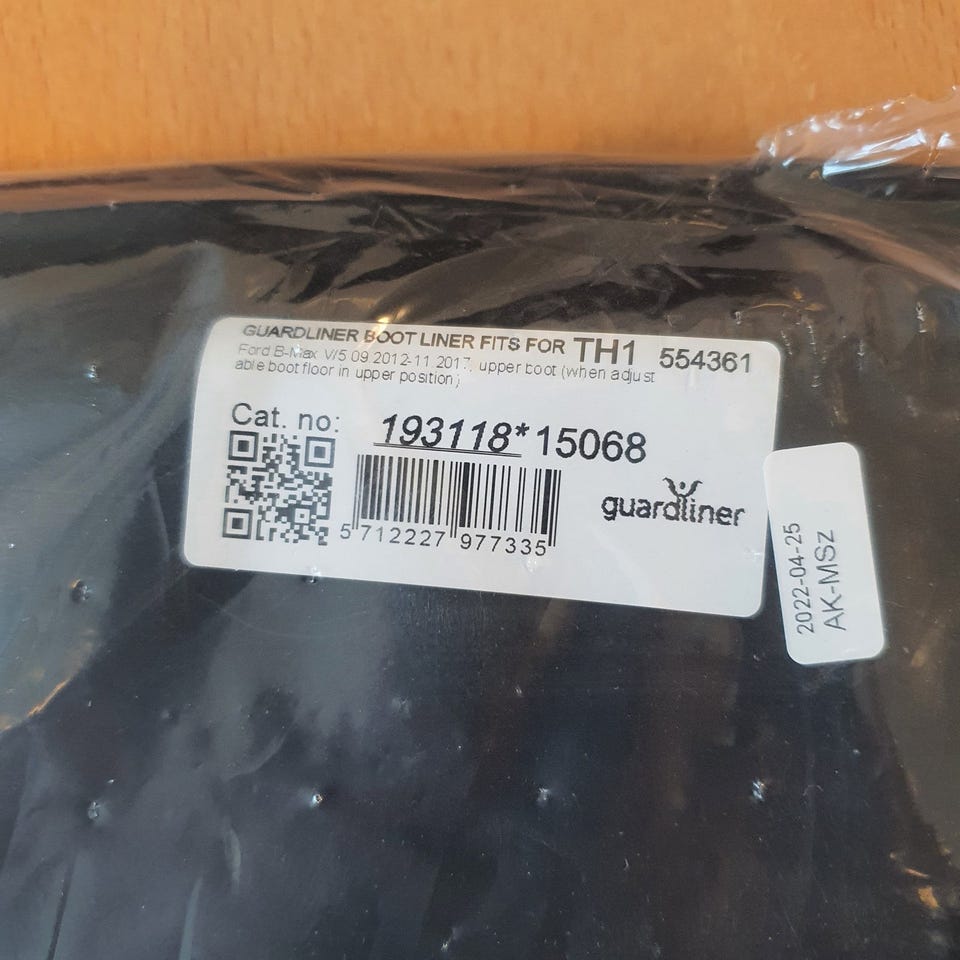 GUARDLINER BOOT LINER FITS FOR TH1 554361
Ford B-Max V/5 09.2012-11.2017, upper boot (when adjust
able boot floor in upper position)
Cat. no: 193118* 15068
5 712227 977335
guardliner
2022-04-25
AK-MSz